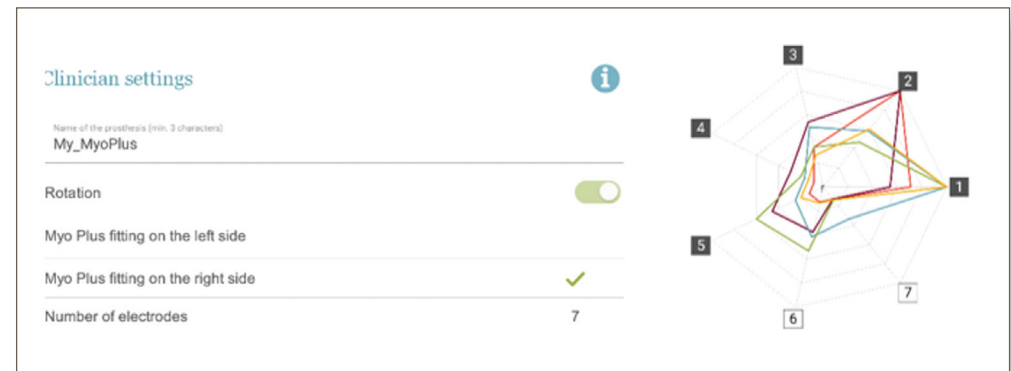 Clinician settings
Name of the prosthesis (min. 3 characters)
My_MyoPlus
Rotation
Myo Plus fitting on the left side
Myo Plus fitting on the right side
Number of electrodes 7
3
2
4
1
5
7
6